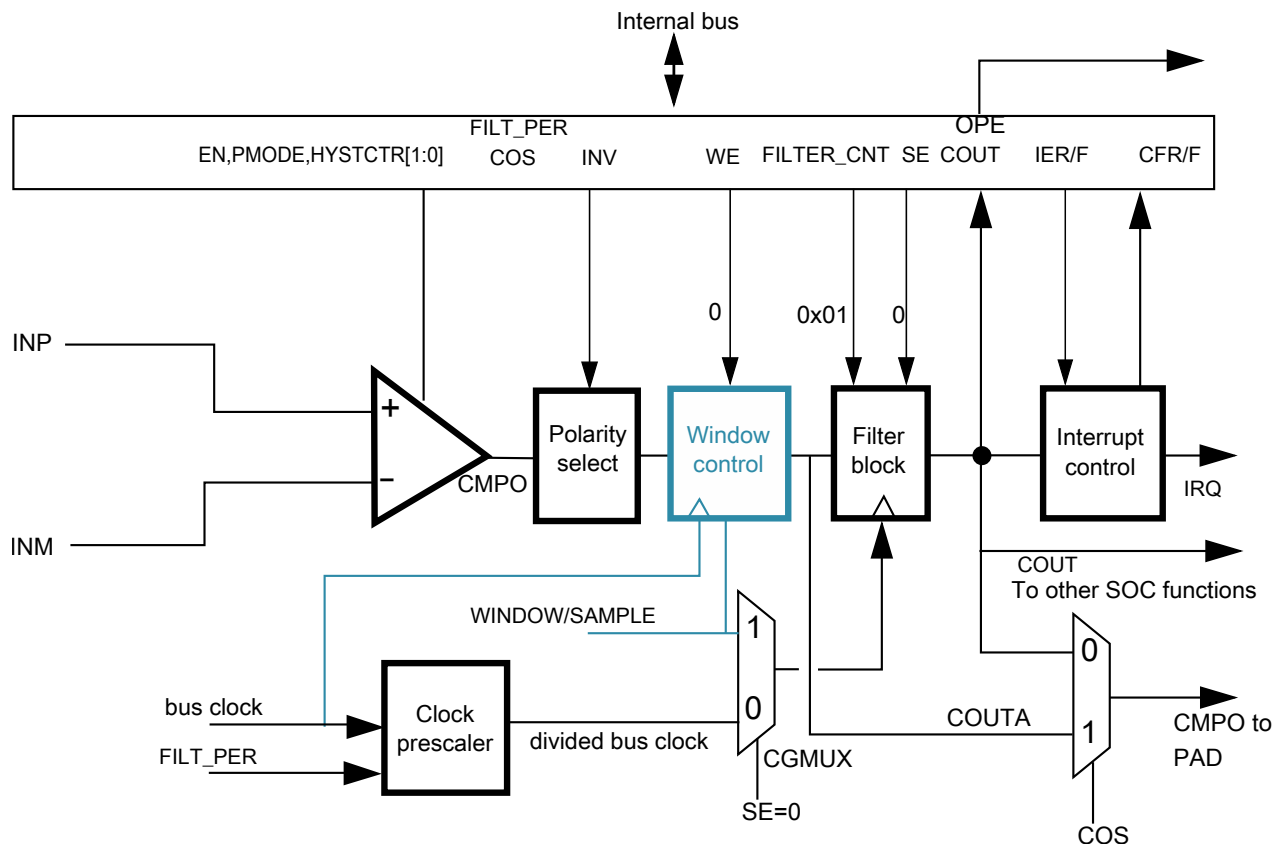 Internal bus
FILT_PER
OPE
EN,PMODE,HYSTCTR[1:0]
COS
INV
WE
FILTER_CNT
SE
COUT
IER/F
CFR/F
0
0x01
0
INP
+
Polarity
select
Window
control
Filter
block
Interrupt
control
−
CMPO
IRQ
INM
COUT
To other SOC functions
WINDOW/SAMPLE
1
0
0
bus clock
Clock
prescaler
divided bus clock
COUTA
1
CMPO to
PAD
FILT_PER
CGMUX
SE=0
COS